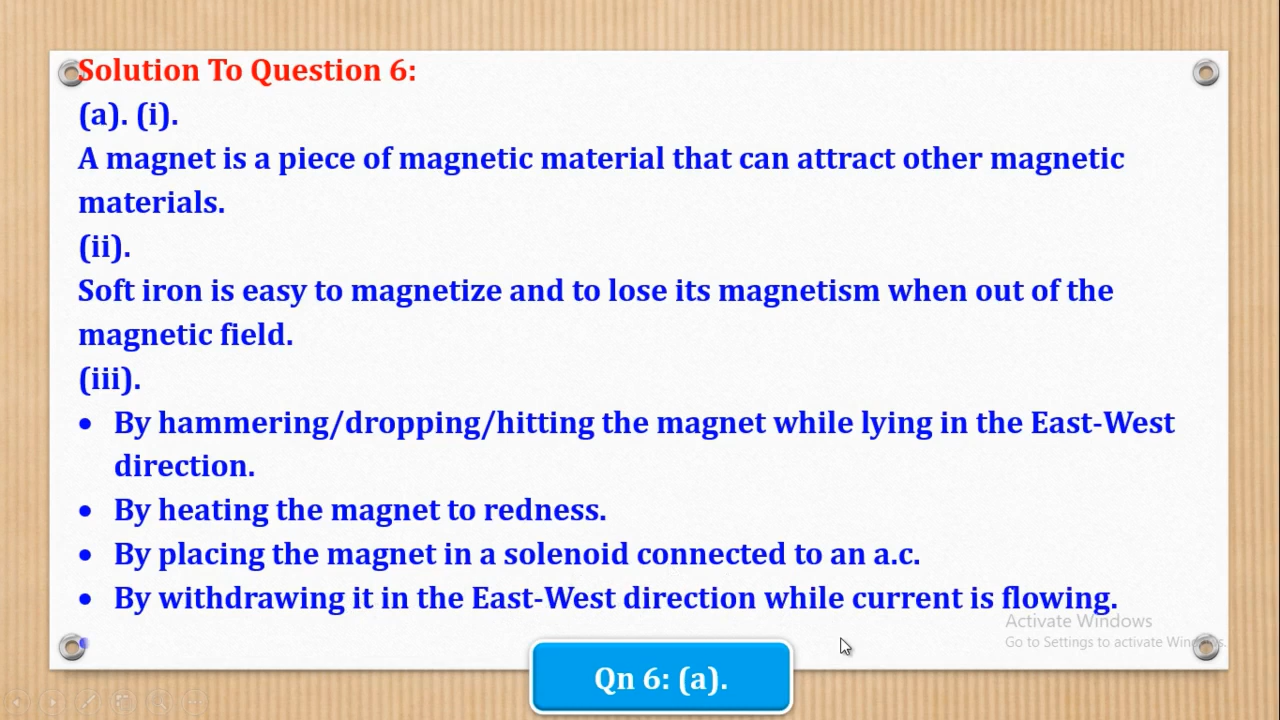 Solution To Question 6:
(a). (i).
A magnet is a piece of magnetic material that can attract other magnetic
materials.
(ii).
Soft iron is easy to magnetize and to lose its magnetism when out of the
magnetic field.
(iii).
• By hammering/dropping/hitting the magnet while lying in the East-West
direction.
• By heating the magnet to redness.
• By placing the magnet in a solenoid connected to an a.c.
• By withdrawing it in the East-West direction while current is flowing.
Activate Windows
Go to Settings to activate Windows.
Qn 6: (a).